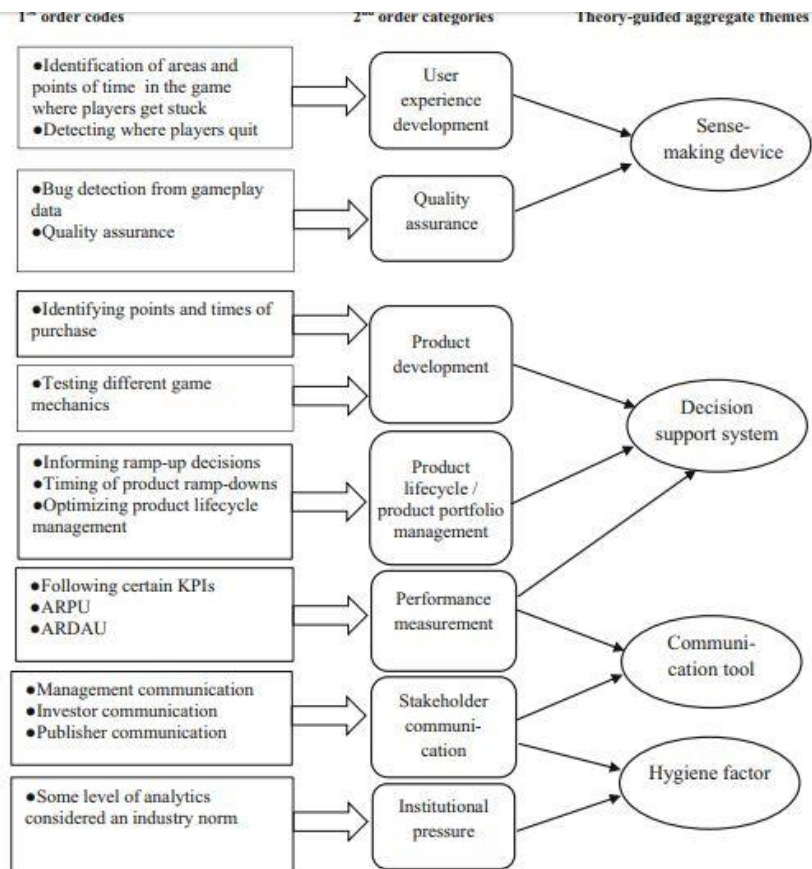 1st order codes
2nd order categories
Theory-guided aggregate themes
●Identification of areas and
points of time in the game
where players get stuck
●Detecting where players quit
User
experience
development
Sense-
making device
●Bug detection from gameplay
data
●Quality assurance
Quality
assurance
●Identifying points and times of
purchase
●Testing different game
mechanics
Product
development
Decision
support system
●Informing ramp-up decisions
●Timing of product ramp-downs
●Optimizing product lifecycle
management
Product
lifecycle /
product portfolio
management
●Following certain KPIs
●ARPU
●ARDAU
Performance
measurement
Communi-
cation tool
●Management communication
●Investor communication
●Publisher communication
Stakeholder
communi-
cation
Hygiene factor
●Some level of analytics
considered an industry norm
Institutional
pressure